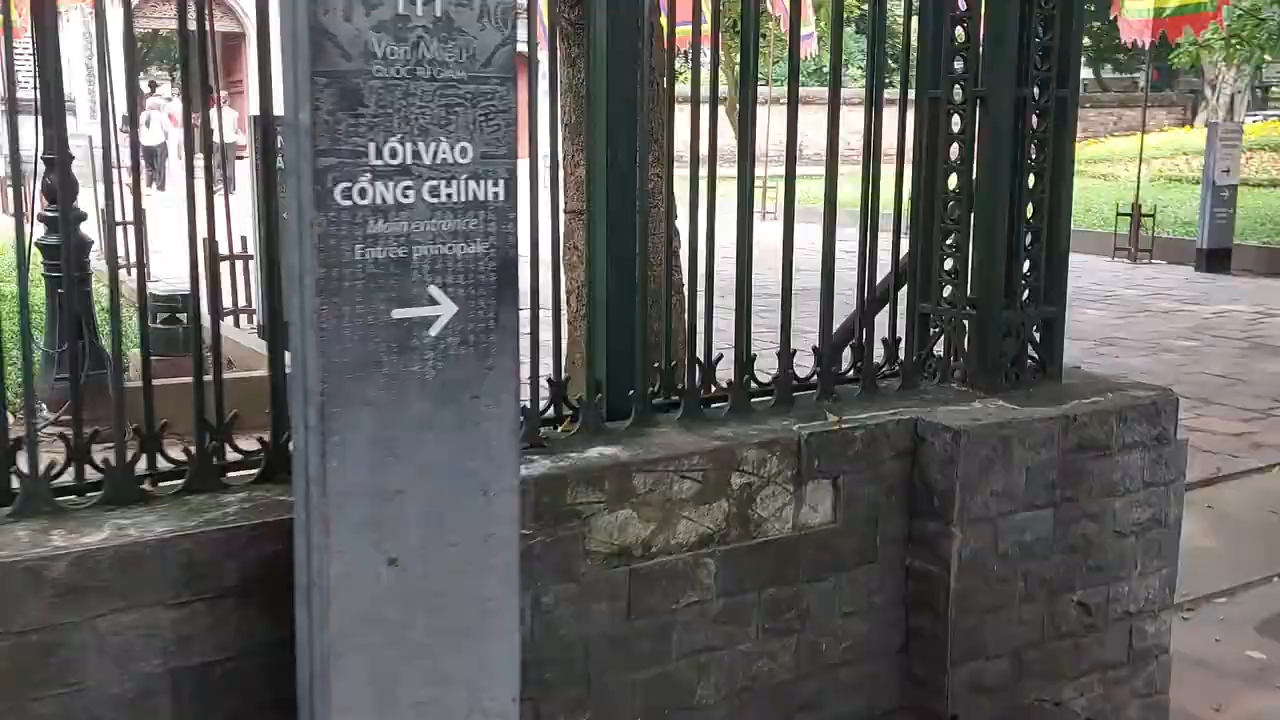 Văn Miếu
QUỐC TỬ GIÁM
LỐI VÀO
CỔNG CHÍNH
Main entrance
Entrée principale